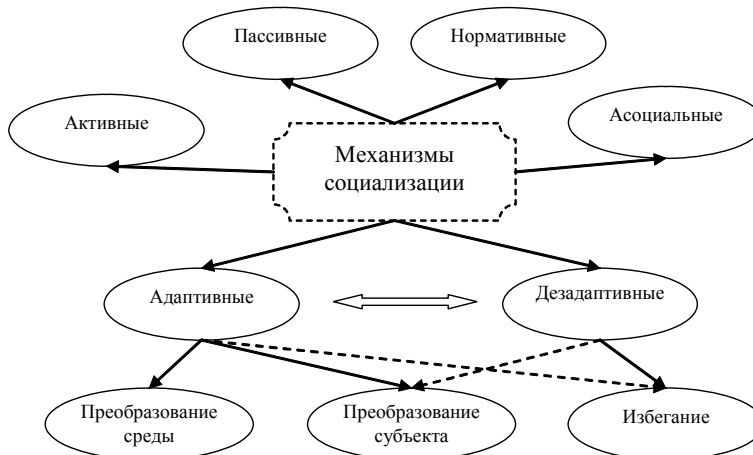 Пассивные
Нормативные
Активные
Асоциальные
Механизмы
социализации
Адаптивные
Дезадаптивные
Преобразование
среды
Преобразование
субъекта
Избегание